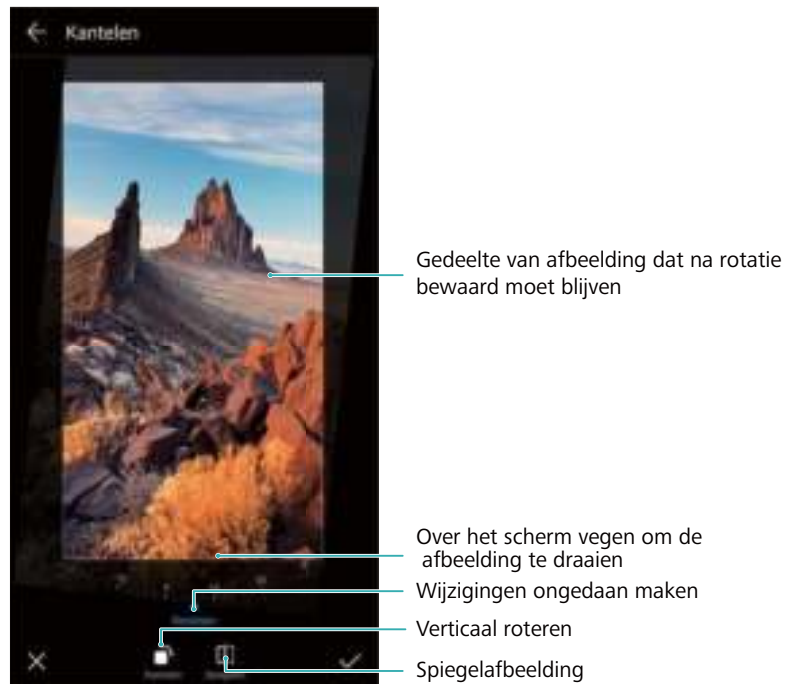 Kantelen
Gedeelte van afbeelding dat na rotatie
bewaard moet blijven
Over het scherm vegen om de
afbeelding te draaien
Wijzigingen ongedaan maken
Verticaal roteren
Spiegelafbeelding